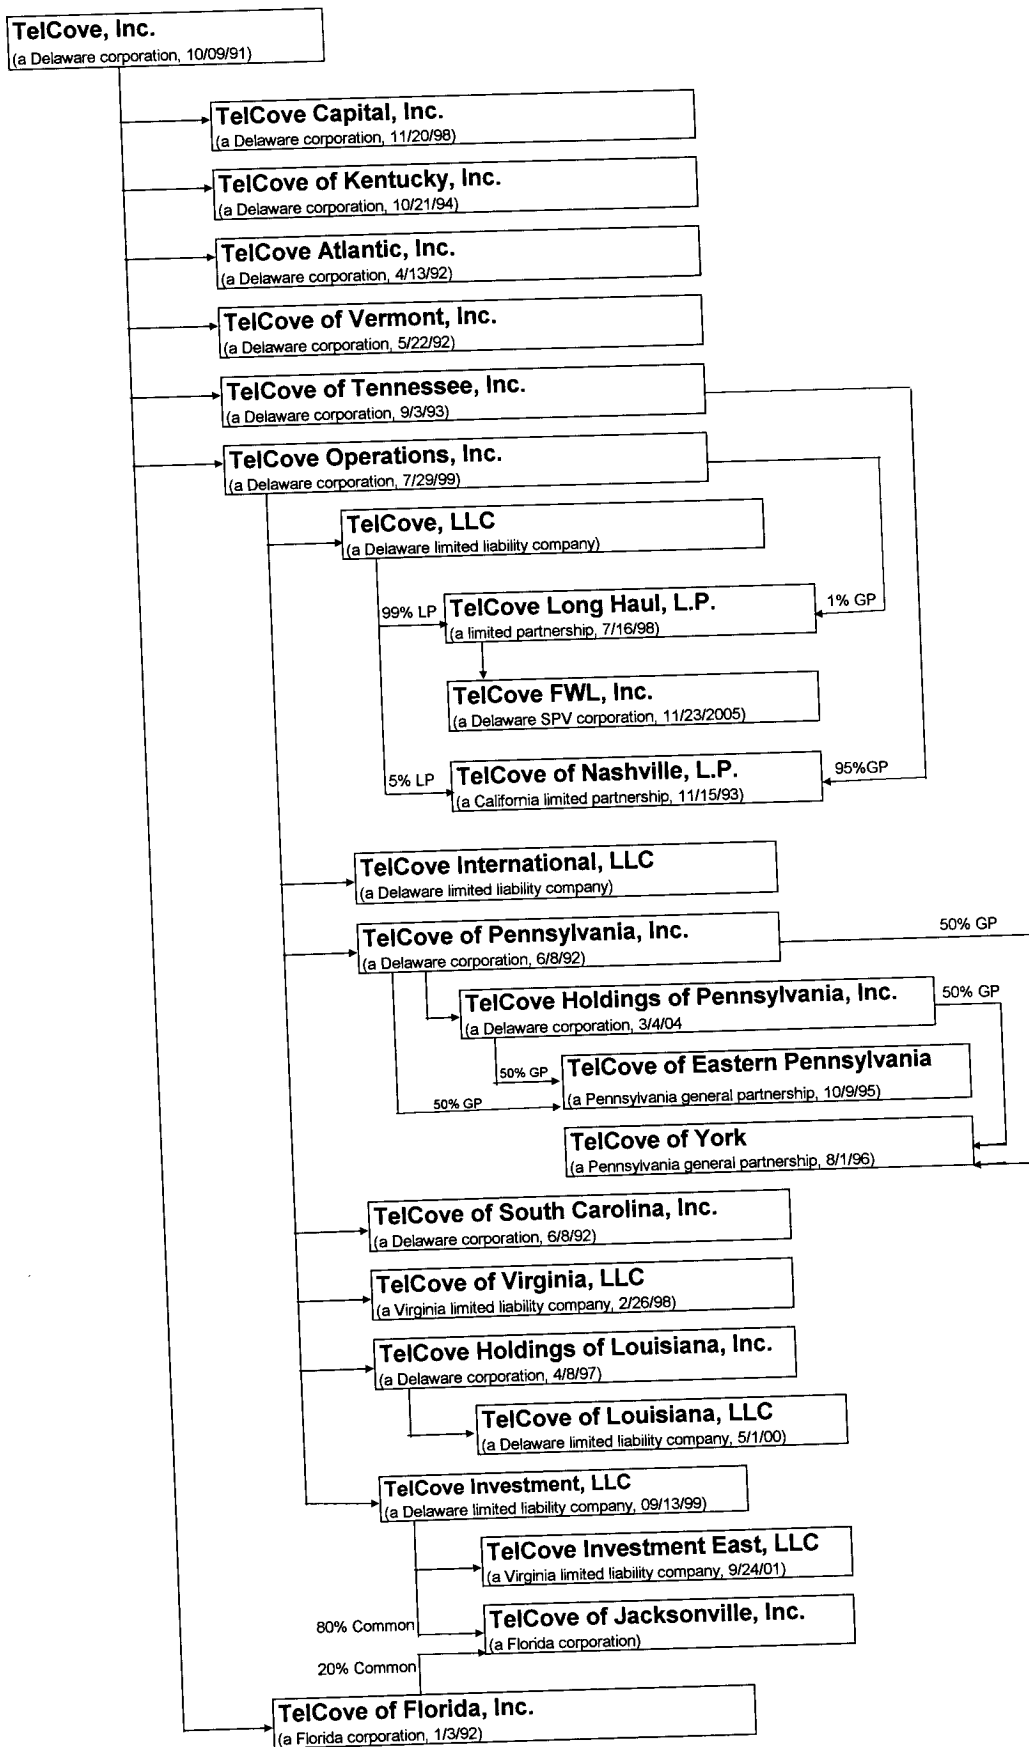 TelCove, Inc.
(a Delaware corporation, 10/09/91)
TelCove Capital, Inc.
(a Delaware corporation, 11/20/98)
TelCove of Kentucky, Inc.
(a Delaware corporation, 10/21/94)
TelCove Atlantic, Inc.
(a Delaware corporation, 4/13/92)
TelCove of Vermont, Inc.
(a Delaware corporation, 5/22/92)
TelCove of Tennessee, Inc.
(a Delaware corporation, 9/3/93)
TelCove Operations, Inc.
(a Delaware corporation, 7/29/99)
TelCove, LLC
(a Delaware limited liability company)
99% LP
TelCove Long Haul, L.P.
(a limited partnership, 7/16/98)
1% GP
TelCove FWL, Inc.
(a Delaware SPV corporation, 11/23/2005)
5% LP
TelCove of Nashville, L.P.
(a California limited partnership, 11/15/93)
95%GP
TelCove International, LLC
(a Delaware limited liability company)
TelCove of Pennsylvania, Inc.
(a Delaware corporation, 6/8/92)
50% GP
TelCove Holdings of Pennsylvania, Inc.
(a Delaware corporation, 3/4/04
50% GP
50% GP
TelCove of Eastern Pennsylvania
(a Pennsylvania general partnership, 10/9/95)
50% GP
TelCove of York
(a Pennsylvania general partnership, 8/1/96)
TelCove of South Carolina, Inc.
(a Delaware corporation, 6/8/92)
TelCove of Virginia, LLC
(a Virginia limited liability company, 2/26/98)
TelCove Holdings of Louisiana, Inc.
(a Delaware corporation, 4/8/97)
TelCove of Louisiana, LLC
(a Delaware limited liability company, 5/1/00)
TelCove Investment, LLC
(a Delaware limited liability company, 09/13/99)
TelCove Investment East, LLC
(a Virginia limited liability company, 9/24/01)
80% Common
TelCove of Jacksonville, Inc.
(a Florida corporation)
20% Common
TelCove of Florida, Inc.
(a Florida corporation, 1/3/92)